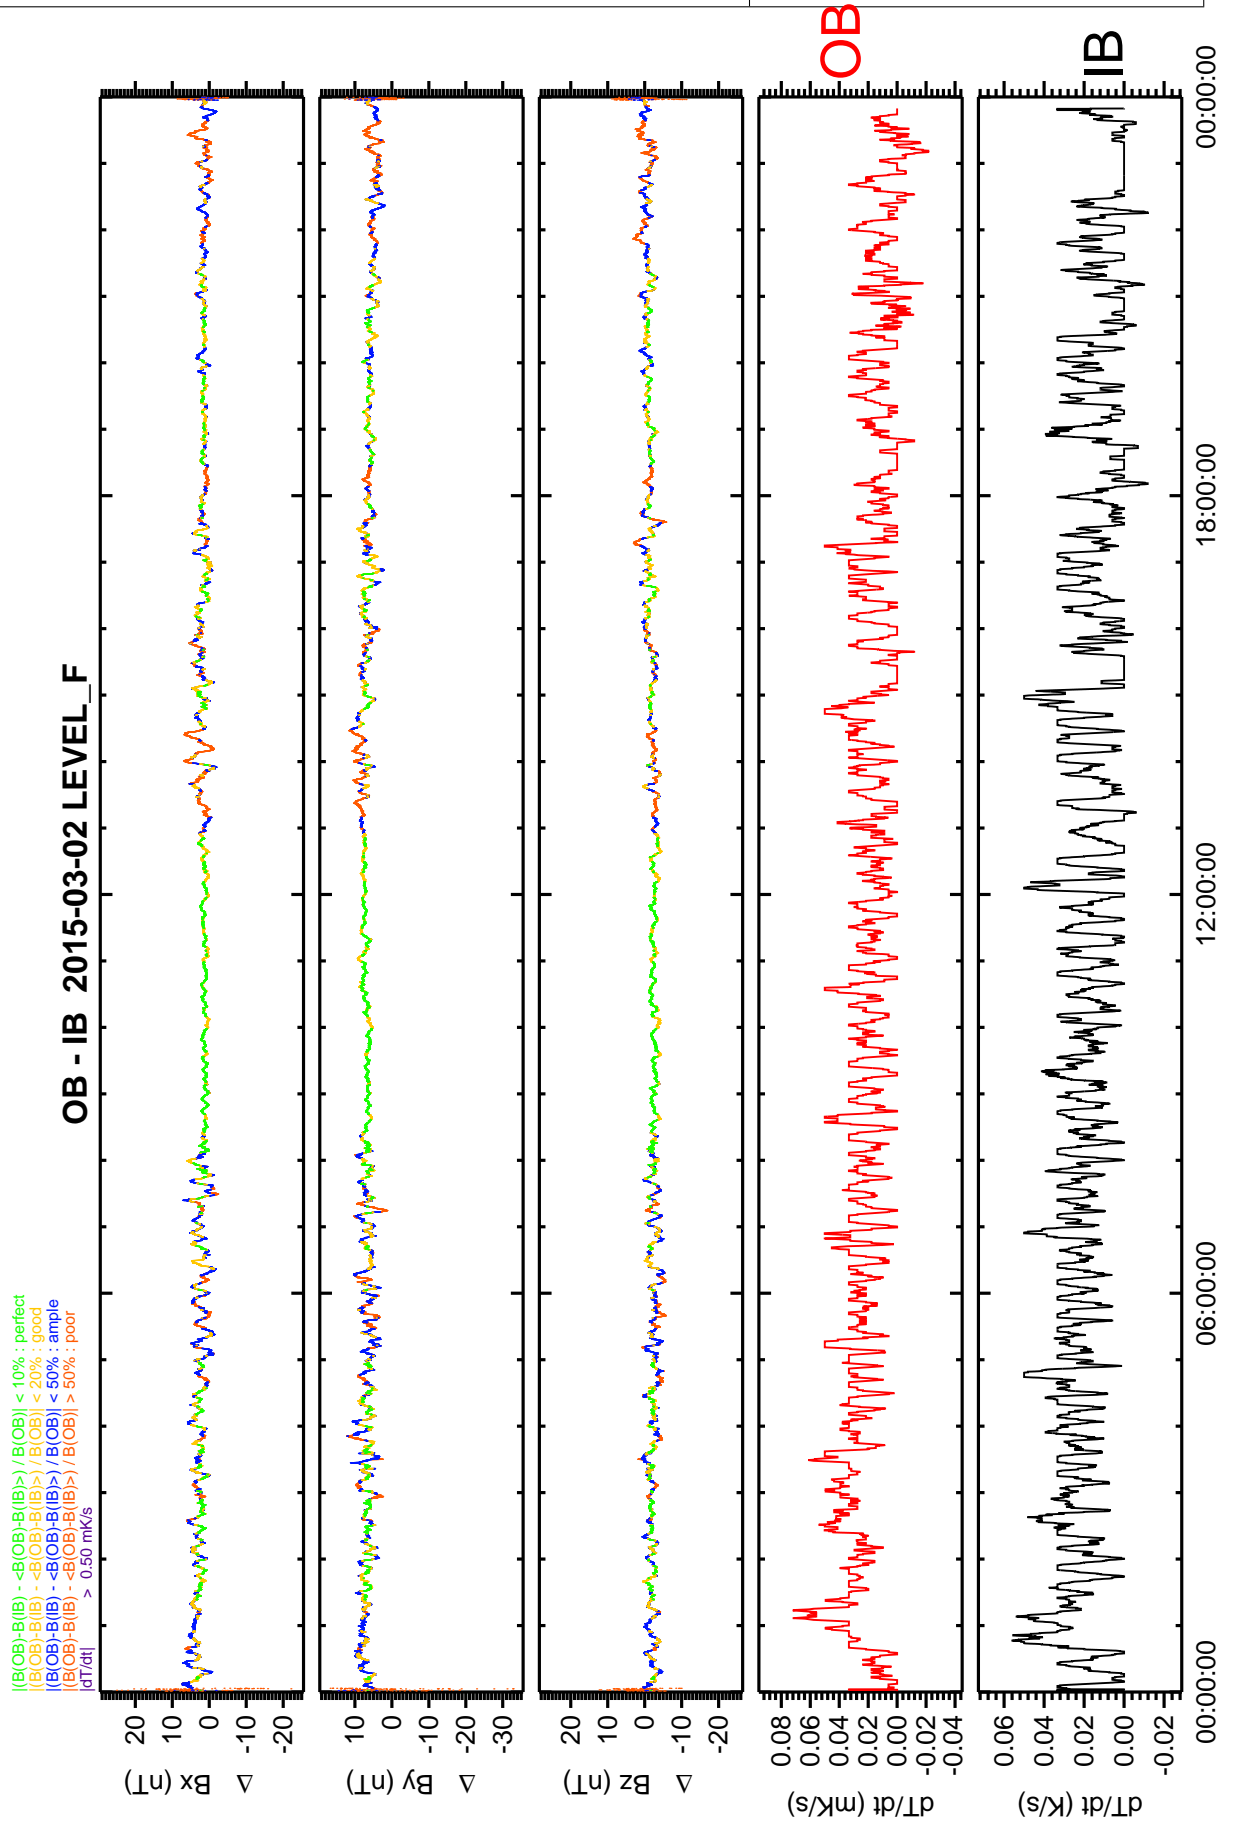 OB - IB 2015-03-02 LEVEL_F
|(B(OB)-B(IB) - <B(OB)-B(IB)>) / B(OB)| < 10% : perfect
|(B(OB)-B(IB) - <B(OB)-B(IB)>) / B(OB)| < 20% : good
|(B(OB)-B(IB) - <B(OB)-B(IB)>) / B(OB)| < 50% : ample
|(B(OB)-B(IB) - <B(OB)-B(IB)>) / B(OB)| > 50% : poor
|dT/dt| > 0.50 mK/s
Δ Bx (nT)
20
10
0
-10
-20
Δ By (nT)
10
0
-10
-20
-30
Δ Bz (nT)
20
10
0
-10
-20
dT/dt (mK/s)
0.08
0.06
0.04
0.02
0.00
-0.02
-0.04
OB
dT/dt (K/s)
0.06
0.04
0.02
0.00
-0.02
IB
00:00:00
06:00:00
12:00:00
18:00:00
00:00:00